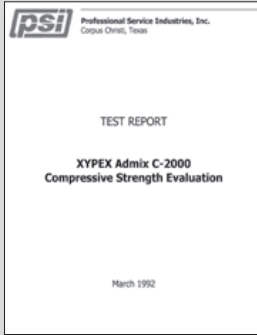 psi
Professional Service Industries, Inc.
Corpus Christi, Texas
TEST REPORT
XYPEX Admix C-2000
Compressive Strength Evaluation
March 1992